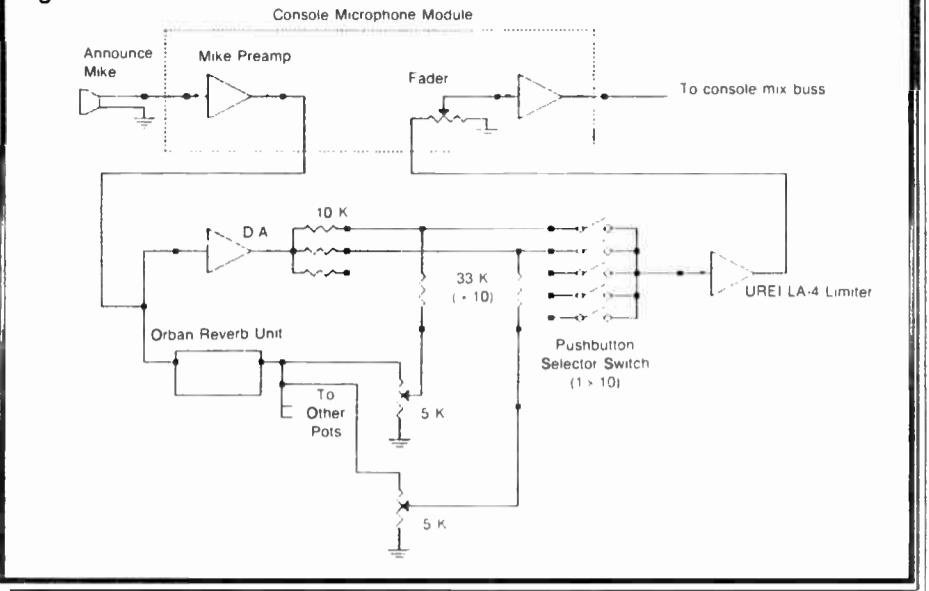 Console Microphone Module
Announce
Mike
Mike Preamp
Fader
To console mix buss
D A
10 K
33 K
(× 10)
UREI LA-4 Limiter
Orban Reverb Unit
Pushbutton
Selector Switch
(1 × 10)
To
Other
Pots
5 K
5 K